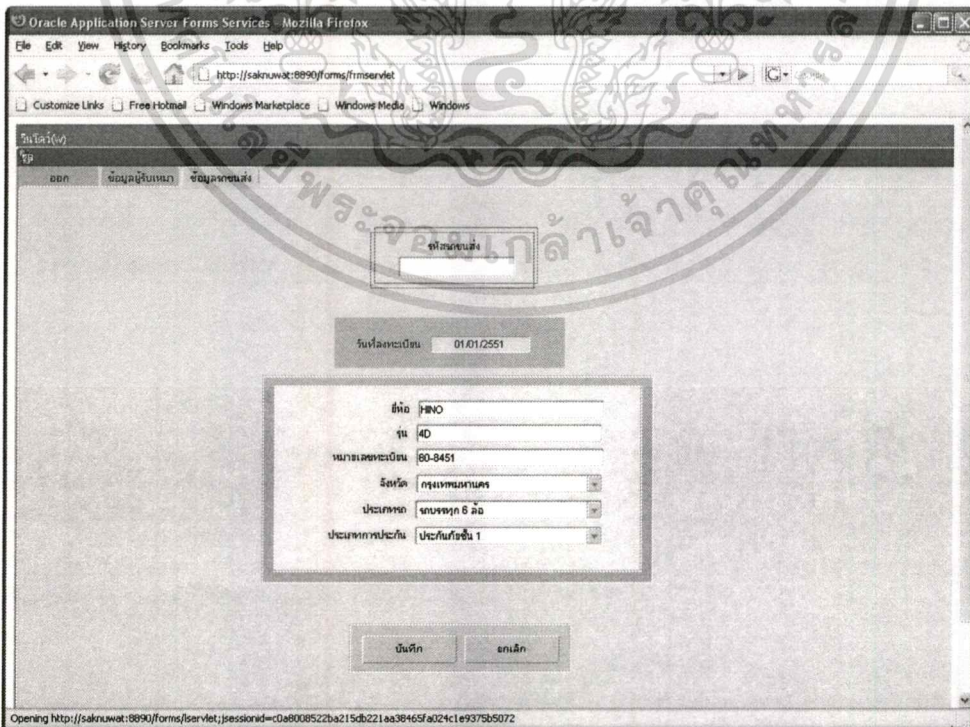 Oracle Application Server Forms Services - Mozilla Firefox
File Edit View History Bookmarks Tools Help
http://saknuwat:8890/forms/frmservlet
Customize Links Free Hotmail Windows Marketplace Windows Media Windows
วินโดว์(W)
ออก ข้อมูลผู้รับเหมา ข้อมูลรถขนส่ง
รหัสรถขนส่ง
วันที่ลงทะเบียน 01/01/2551
ยี่ห้อ HINO
รุ่น 4D
หมายเลขทะเบียน 80-8451
จังหวัด กรุงเทพมหานคร
ประเภทรถ รถบรรทุก 6 ล้อ
ประเภทการประกัน ประกันภัยชั้น 1
บันทึก ยกเลิก
Opening http://saknuwat:8890/forms/lservlet;jsessionid=c0a8008522ba215db221aa38465fa024c1e9375b5072